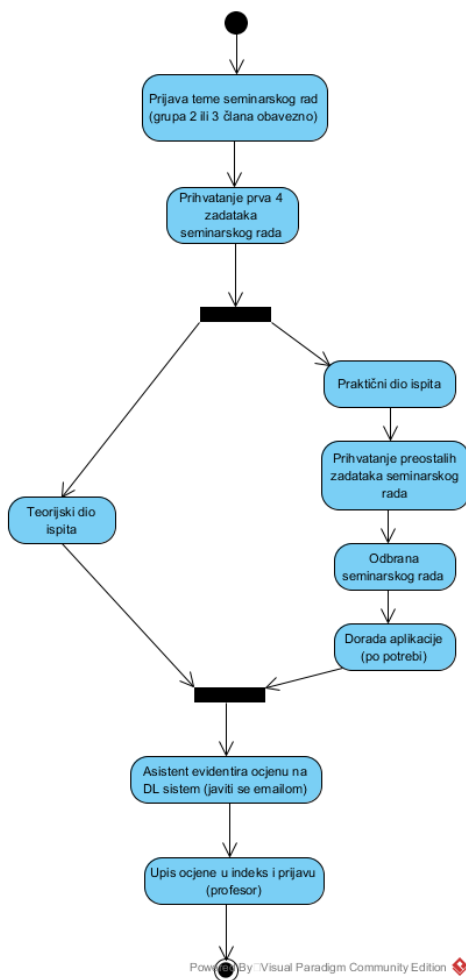 Prijava teme seminarskog rad
(grupa 2 ili 3 člana obavezno)
Prihvatanje prva 4
zadataka
seminarskog rada
Praktični dio ispita
Prihvatanje preostalih
zadataka seminarskog
rada
Teorijski dio
ispita
Odbrana
seminarskog rada
Dorada aplikacije
(po potrebi)
Asistent evidentira ocjenu na
DL sistem (javiti se emailom)
Upis ocjene u indeks i prijavu
(profesor)
Powered By Visual Paradigm Community Edition